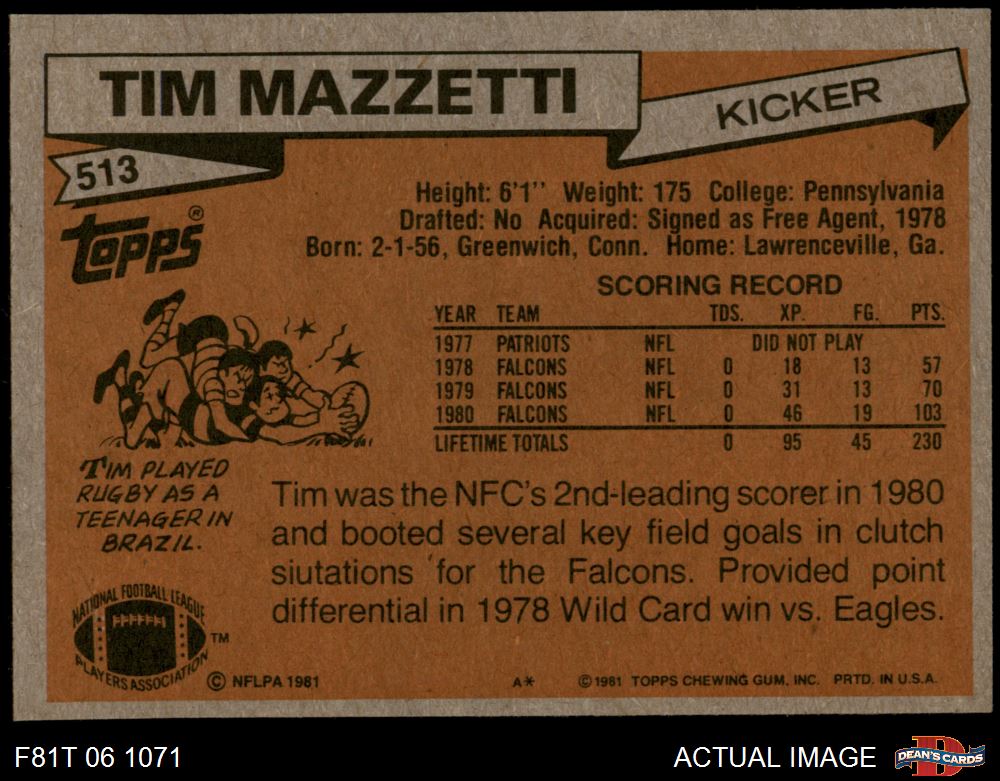 TIM MAZZETTI
KICKER
513
Topps®
Height: 6'1'' Weight: 175 College: Pennsylvania
Drafted: No Acquired: Signed as Free Agent, 1978
Born: 2-1-56, Greenwich, Conn. Home: Lawrenceville, Ga.
SCORING RECORD
YEAR TEAM TDS. XP. FG. PTS.
1977 PATRIOTS NFL DID NOT PLAY
1978 FALCONS NFL 0 18 13 57
1979 FALCONS NFL 0 31 13 70
1980 FALCONS NFL 0 46 19 103
LIFETIME TOTALS 0 95 45 230
TIM PLAYED
RUGBY AS A
TEENAGER IN
BRAZIL.
Tim was the NFC's 2nd-leading scorer in 1980
and booted several key field goals in clutch
siutations for the Falcons. Provided point
differential in 1978 Wild Card win vs. Eagles.
NATIONAL FOOTBALL LEAGUE
PLAYERS ASSOCIATION
TM
© NFLPA 1981
A*
© 1981 TOPPS CHEWING GUM, INC. PRTD. IN U.S.A.
F81T 06 1071
ACTUAL IMAGE
D
DEAN'S CARDS